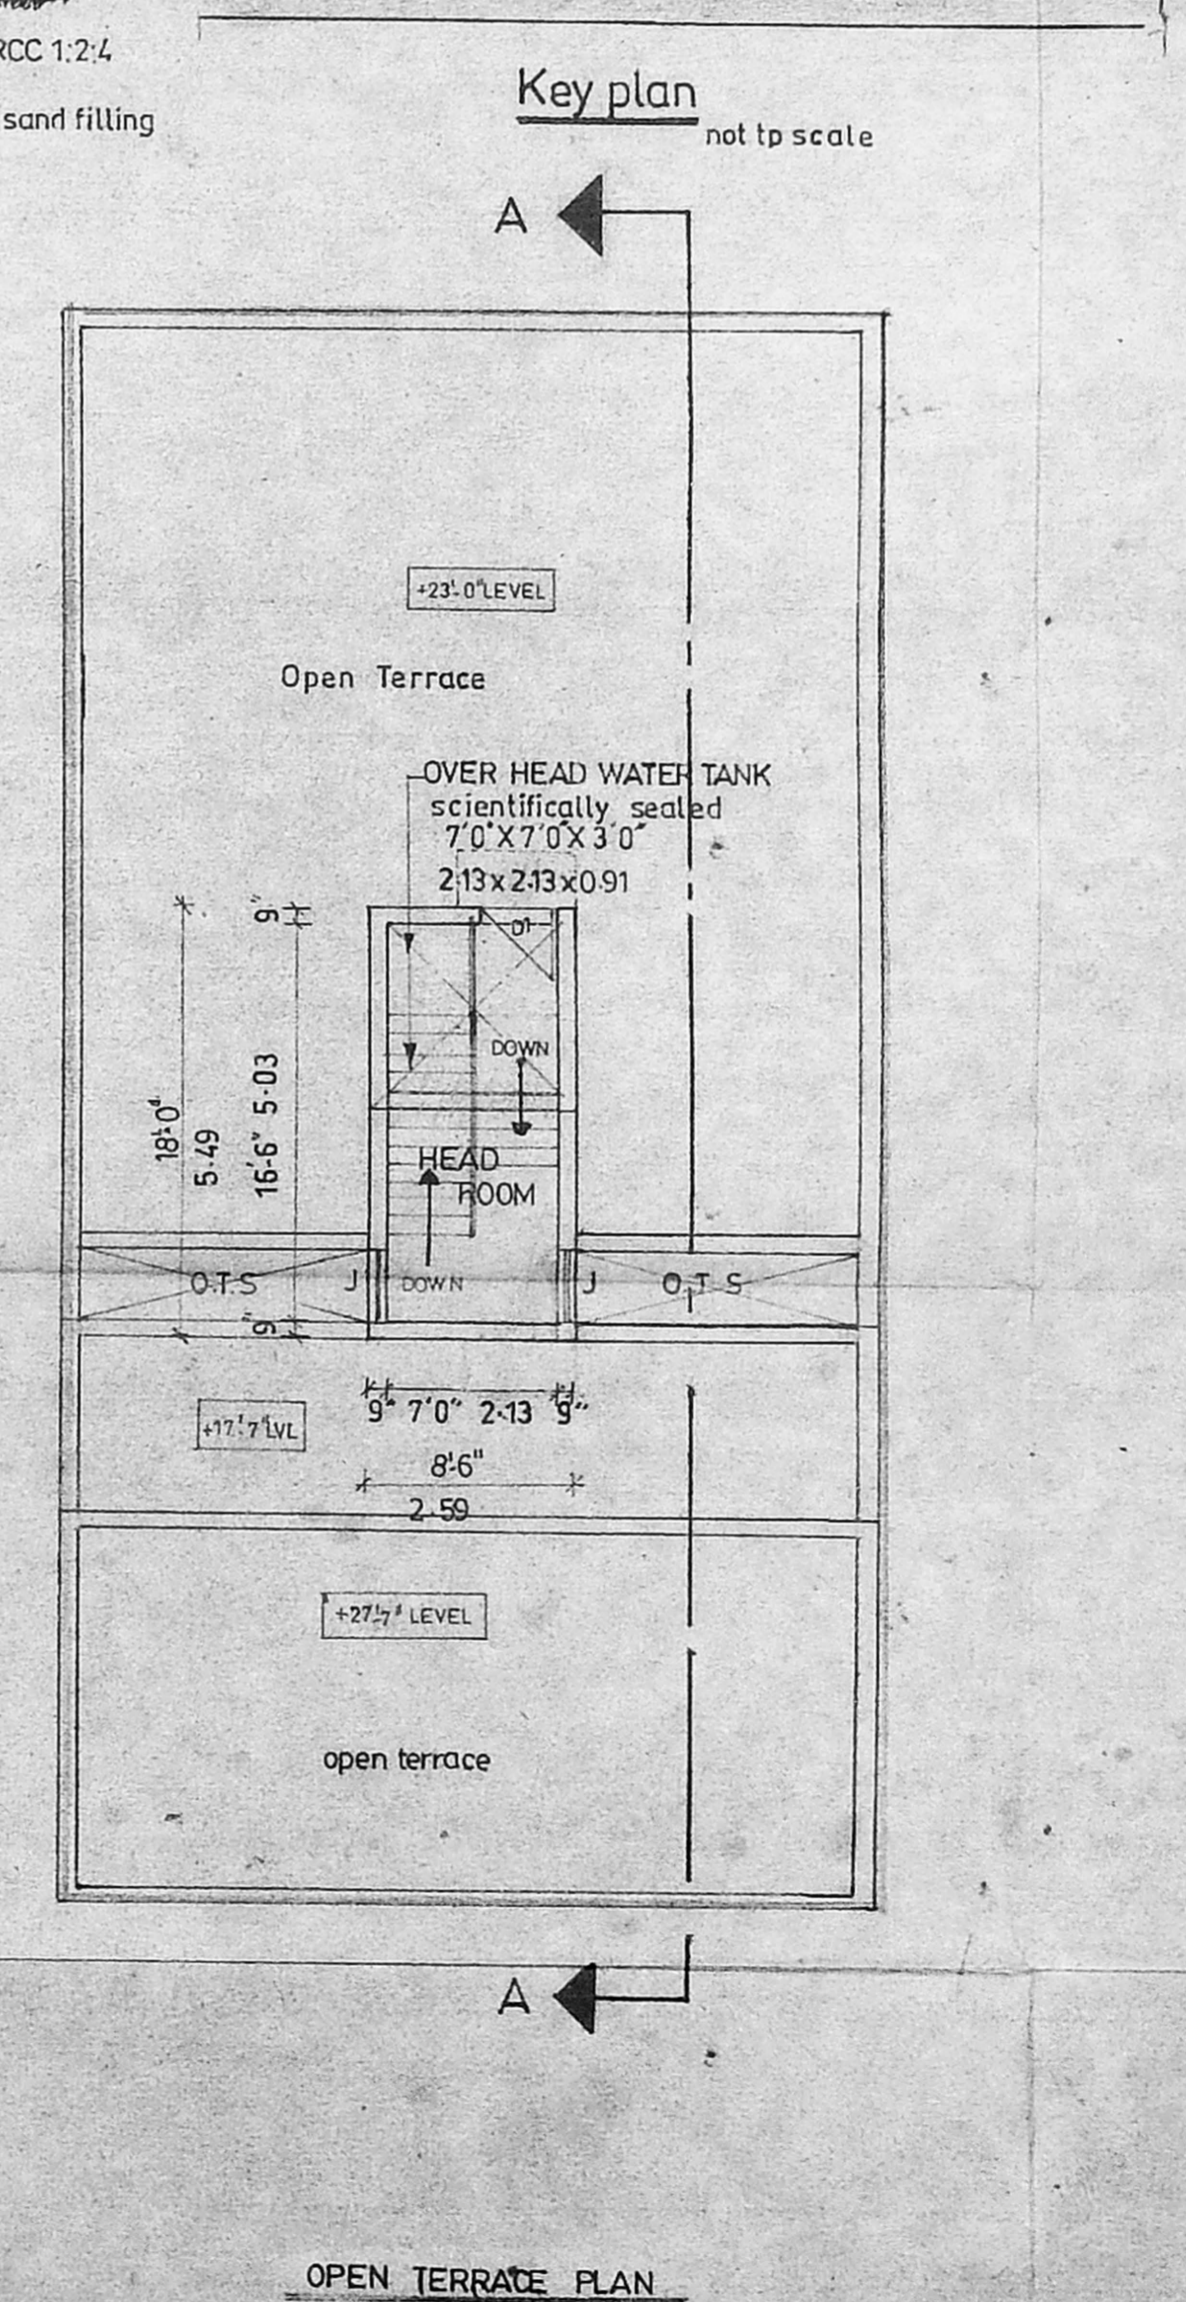 RCC 1:2:4
sand filling
Key plan
not tp scale
A
+23'-0" LEVEL
Open Terrace
OVER HEAD WATER TANK
scientifically sealed
7'0" X 7'0" X 3'0"
2·13 x 2·13 x 0·91
9"
D1
DOWN
18'-0"
5·49
16'-6" 5·03
HEAD
ROOM
O.T.S
J
DOWN
J
O.T.S
9"
9" 7'0" 2·13 9"
+17'-7" LVL
8'-6"
2·59
+27'-7" LEVEL
open terrace
A
OPEN TERRACE PLAN